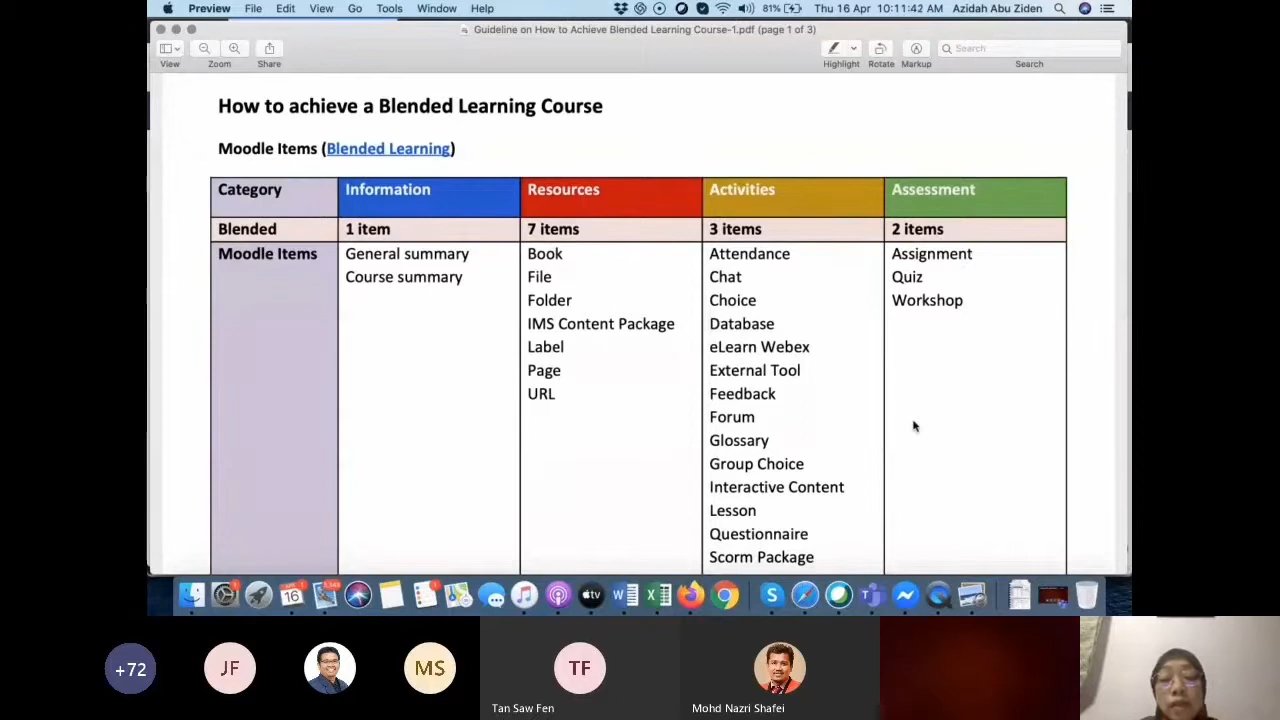 Preview File Edit View Go Tools Window Help 81% Thu 16 Apr 10:11:42 AM Azidah Abu Ziden
Guideline on How to Achieve Blended Learning Course-1.pdf (page 1 of 3)
Search
View Zoom Share Highlight Rotate Markup Search
How to achieve a Blended Learning Course
Moodle Items (Blended Learning)
Category Information Resources Activities Assessment
Blended 1 item 7 items 3 items 2 items
Moodle Items General summary Book Attendance Assignment
Course summary File Chat Quiz
Folder Choice Workshop
IMS Content Package Database
Label eLearn Webex
Page External Tool
URL Feedback
Forum
Glossary
Group Choice
Interactive Content
Lesson
Questionnaire
Scorm Package
APR
16
tv
+72 JF MS TF
Tan Saw Fen Mohd Nazri Shafei